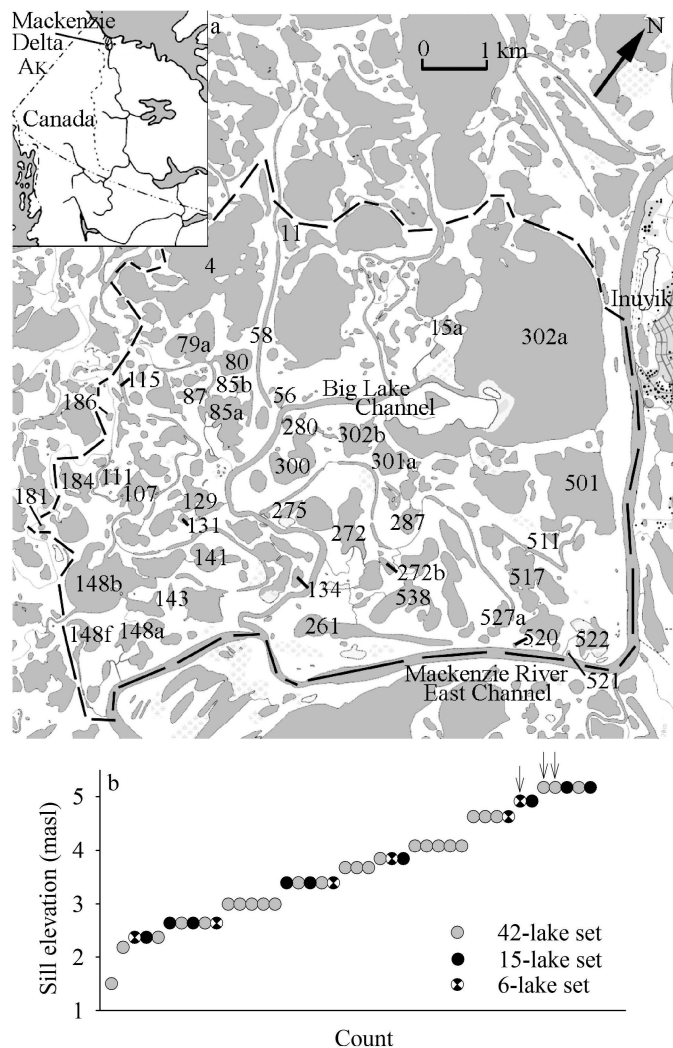 Mackenzie
Delta
AK
Canada
a
0 1 km
N
11
4
Inuvik
58
15a
302a
79a
80
115
85b
186
87
85a
56
Big Lake
Channel
280
302b
300
301a
184
111
107
501
181
129
275
131
272
287
511
141
148b
272b
517
143
134
538
527a
148f
148a
261
520
522
Mackenzie River
East Channel
521
b
Sill elevation (masl)
5
4
3
2
1
42-lake set
15-lake set
6-lake set
Count